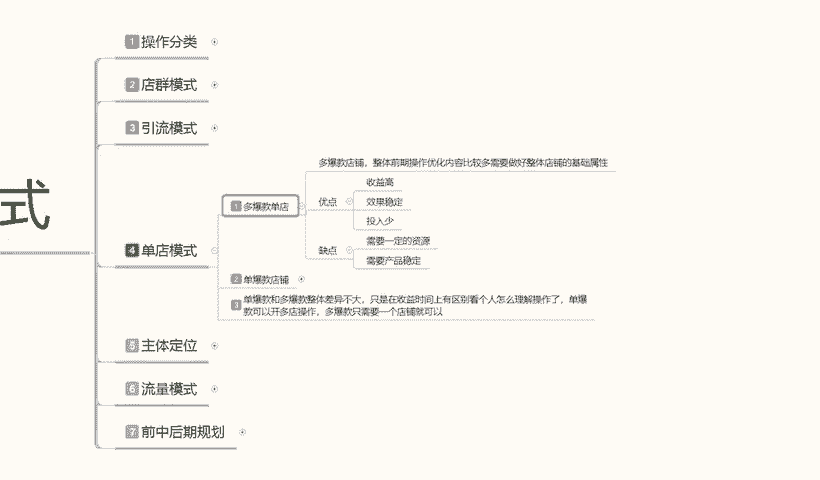 式
1 操作分类
2 店群模式
3 引流模式
4 单店模式
1 多爆款单店
多爆款店铺，整体前期操作优化内容比较多需要做好整体店铺的基础属性
优点
收益高
效果稳定
投入少
缺点
需要一定的资源
需要产品稳定
2 单爆款店铺
3 单爆款和多爆款整体差异不大，只是在收益时间上有区别看个人怎么理解操作了，单爆
款可以开多店操作，多爆款只需要一个店铺就可以
5 主体定位
6 流量模式
7 前中后期规划